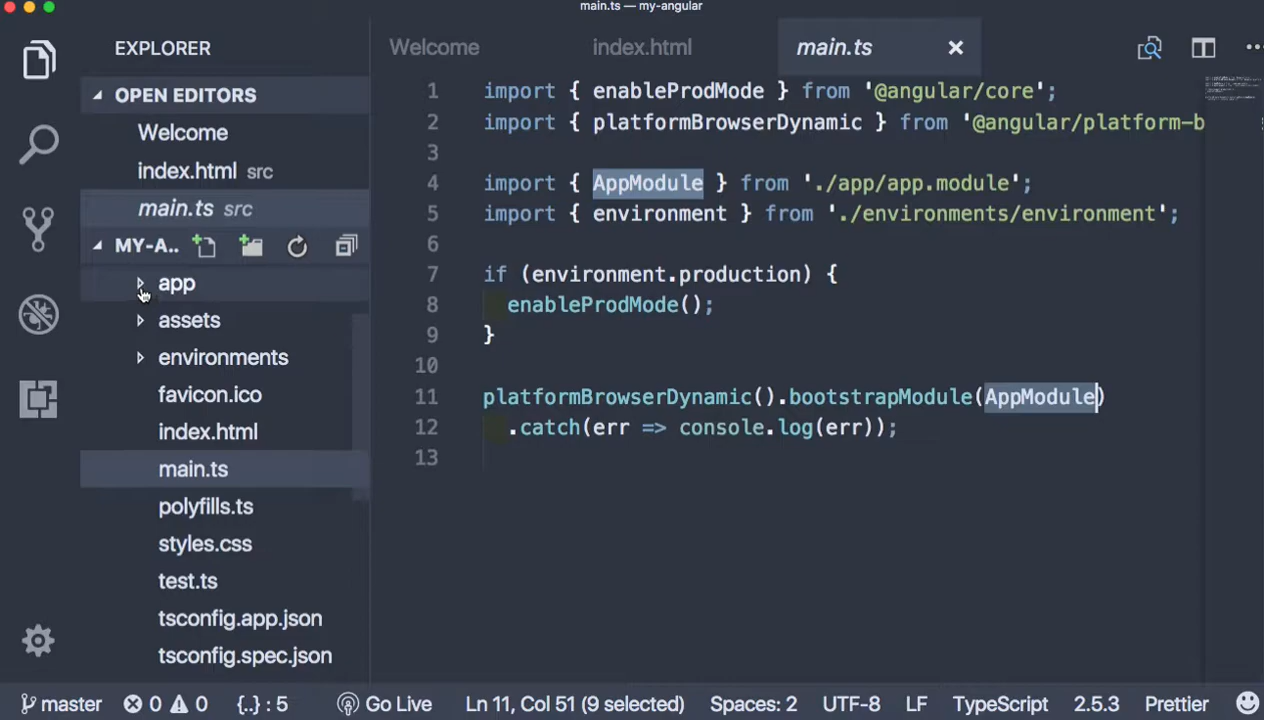 main.ts — my-angular
EXPLORER
OPEN EDITORS
Welcome
index.html src
main.ts src
MY-A..
app
assets
environments
favicon.ico
index.html
main.ts
polyfills.ts
styles.css
test.ts
tsconfig.app.json
tsconfig.spec.json
Welcome index.html main.ts
1 import { enableProdMode } from '@angular/core';
2 import { platformBrowserDynamic } from '@angular/platform-b
3
4 import { AppModule } from './app/app.module';
5 import { environment } from './environments/environment';
6
7 if (environment.production) {
8 enableProdMode();
9 }
10
11 platformBrowserDynamic().bootstrapModule(AppModule)
12 .catch(err => console.log(err));
13
master 0 0 {..} : 5 Go Live Ln 11, Col 51 (9 selected) Spaces: 2 UTF-8 LF TypeScript 2.5.3 Prettier